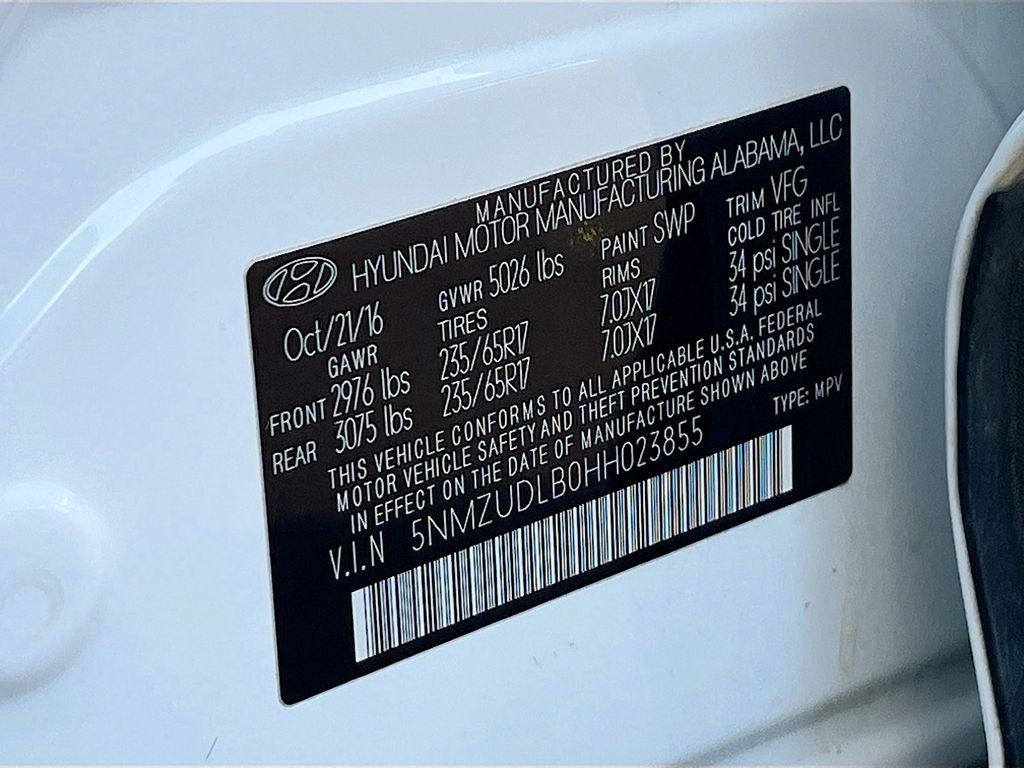 MANUFACTURED BY
HYUNDAI MOTOR MANUFACTURING ALABAMA, LLC
Oct/21/16 GVWR 5026 lbs PAINT SWP TRIM VFG
GAWR TIRES RIMS COLD TIRE INFL
FRONT 2976 lbs 235/65R17 7.0JX17 34 psi SINGLE
REAR 3075 lbs 235/65R17 7.0JX17 34 psi SINGLE
THIS VEHICLE CONFORMS TO ALL APPLICABLE U.S.A. FEDERAL
MOTOR VEHICLE SAFETY AND THEFT PREVENTION STANDARDS
IN EFFECT ON THE DATE OF MANUFACTURE SHOWN ABOVE
V.I.N 5NMZUDLB0HH023855 TYPE: MPV